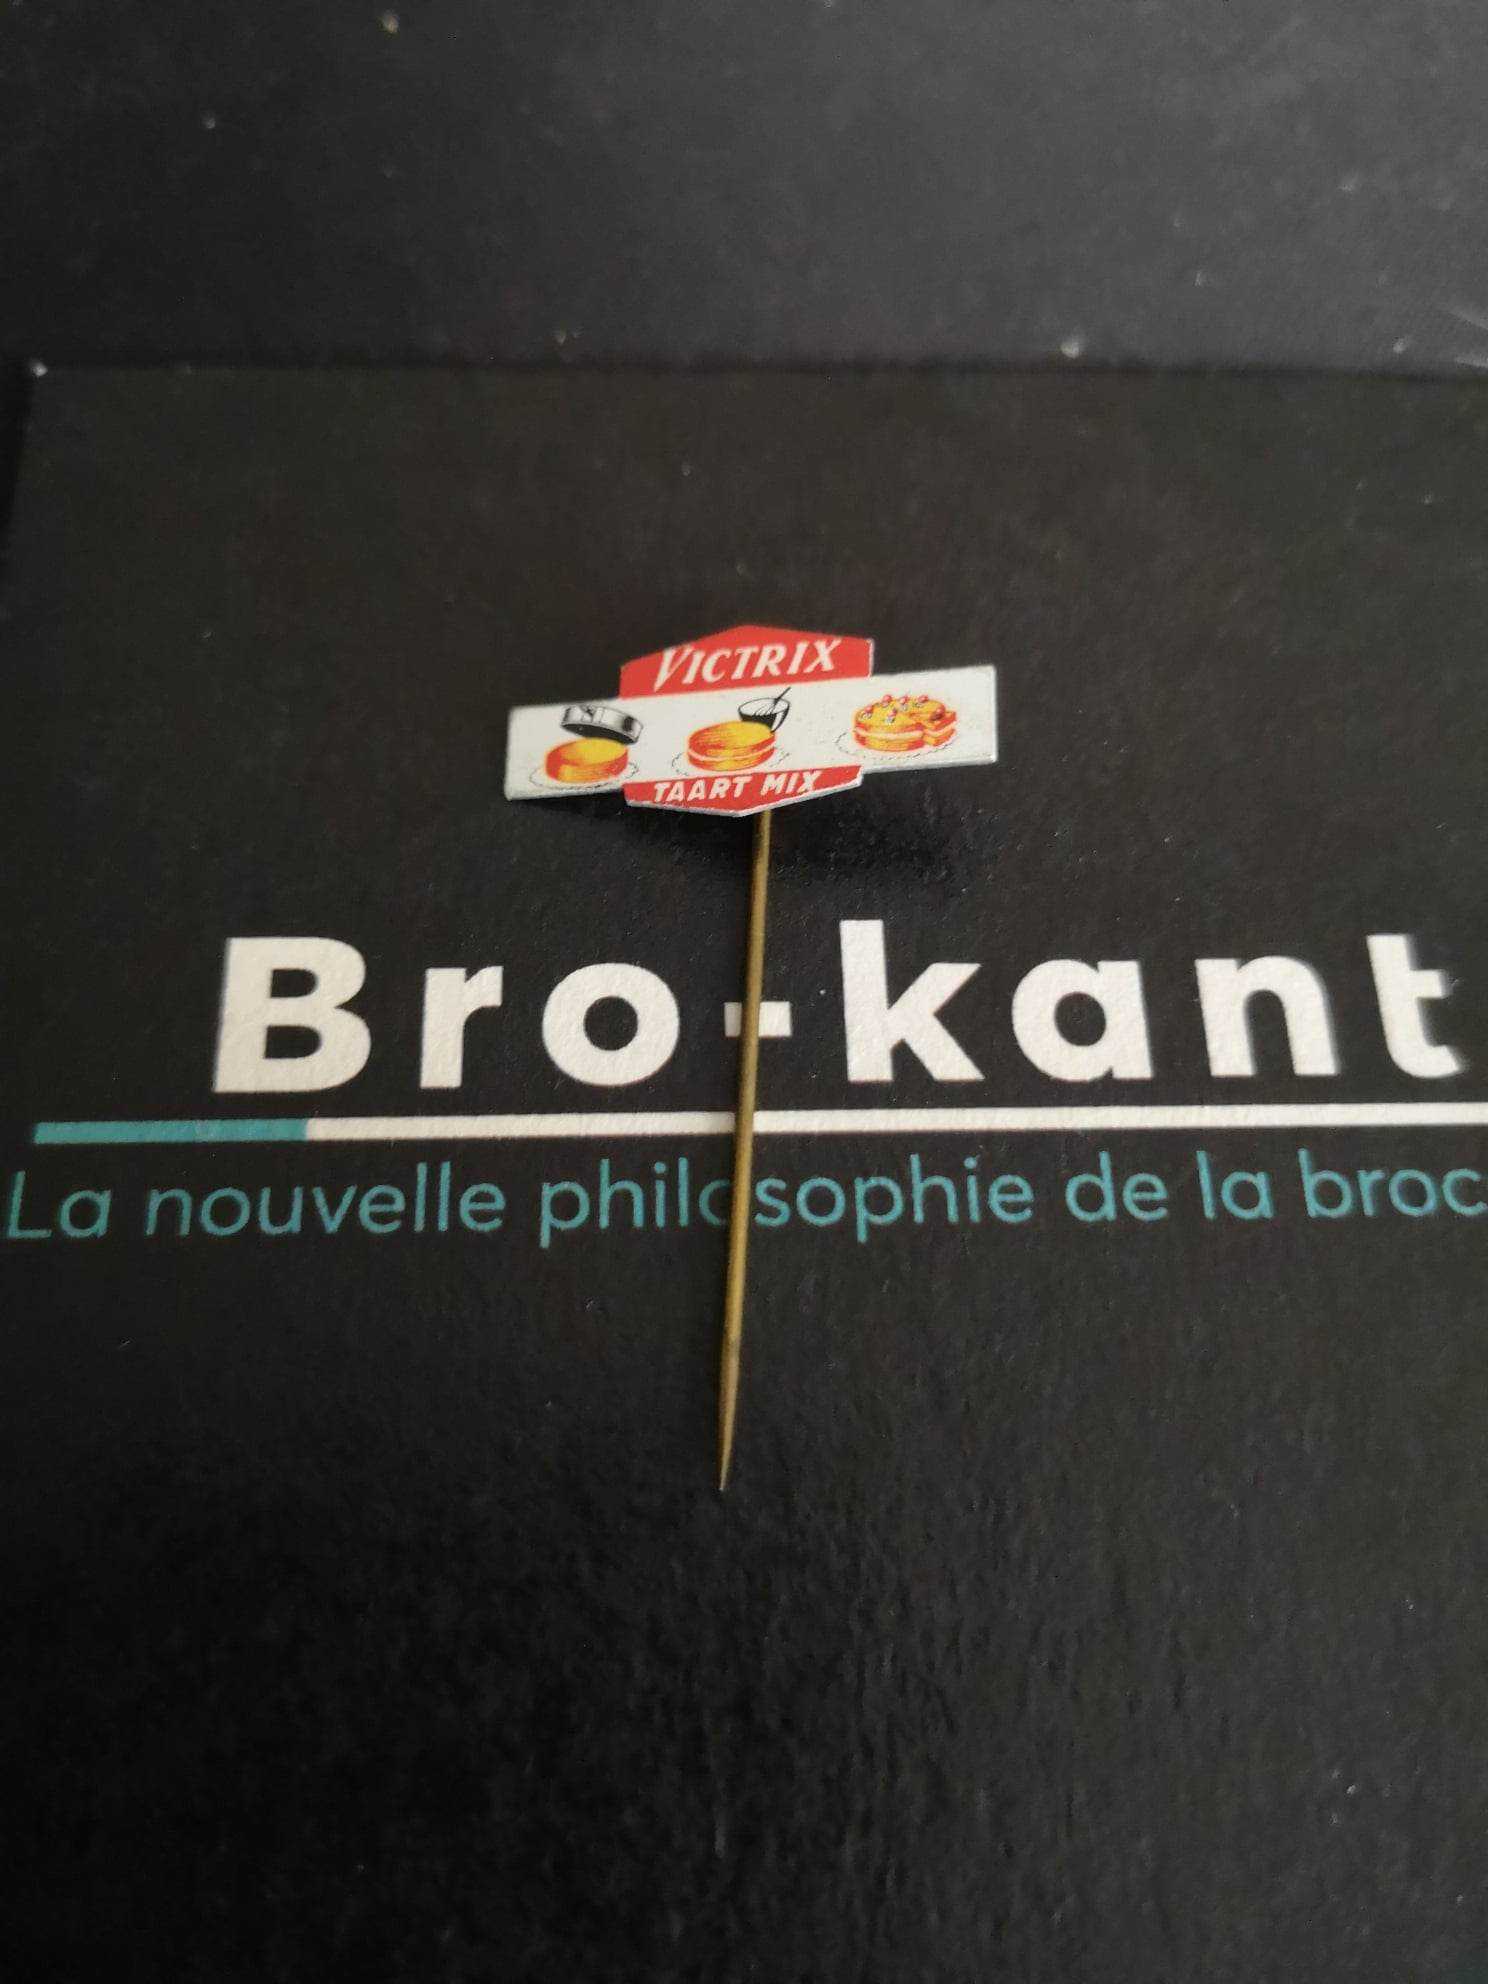 VICTRIX
TAART MIX
Bro-kant
La nouvelle philosophie de la broc